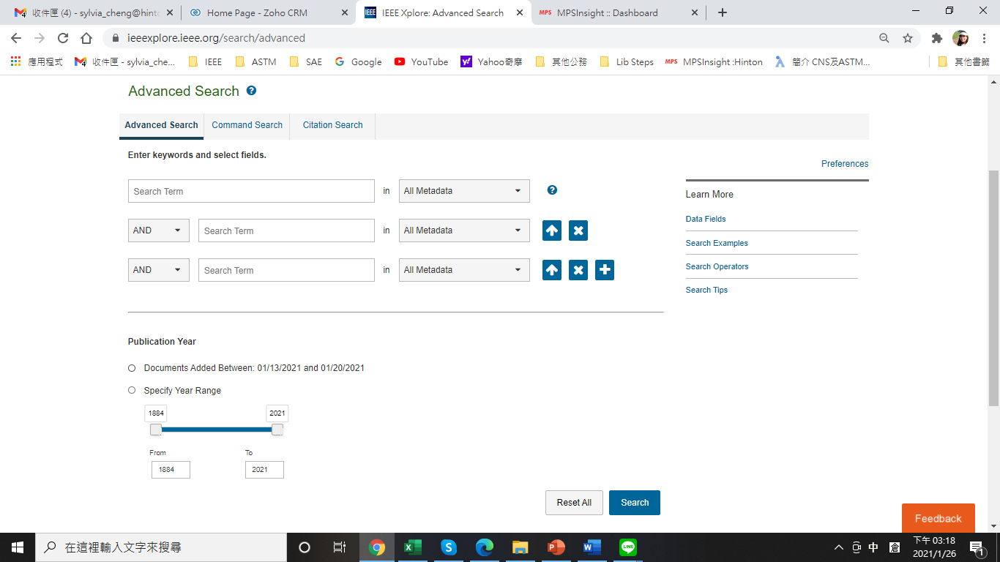 收件匣 (4) - sylvia_cheng@hint
Home Page - Zoho CRM
IEEE Xplore: Advanced Search
MPS MPSInsight :: Dashboard
ieeexplore.ieee.org/search/advanced
應用程式 收件匣 - sylvia_che... IEEE ASTM SAE Google YouTube Yahoo奇摩 其他公務 Lib Steps MPS MPSInsight :Hinton 簡介 CNS及ASTM... 其他書籤
Advanced Search
Advanced Search Command Search Citation Search
Enter keywords and select fields.
Preferences
Search Term in All Metadata
Learn More
AND Search Term in All Metadata
Data Fields
Search Examples
AND Search Term in All Metadata
Search Operators
Search Tips
Publication Year
Documents Added Between: 01/13/2021 and 01/20/2021
Specify Year Range
1884 2021
From To
1884 2021
Reset All Search
Feedback
在這裡輸入文字來搜尋
中
倉
下午 03:18
2021/1/26
1